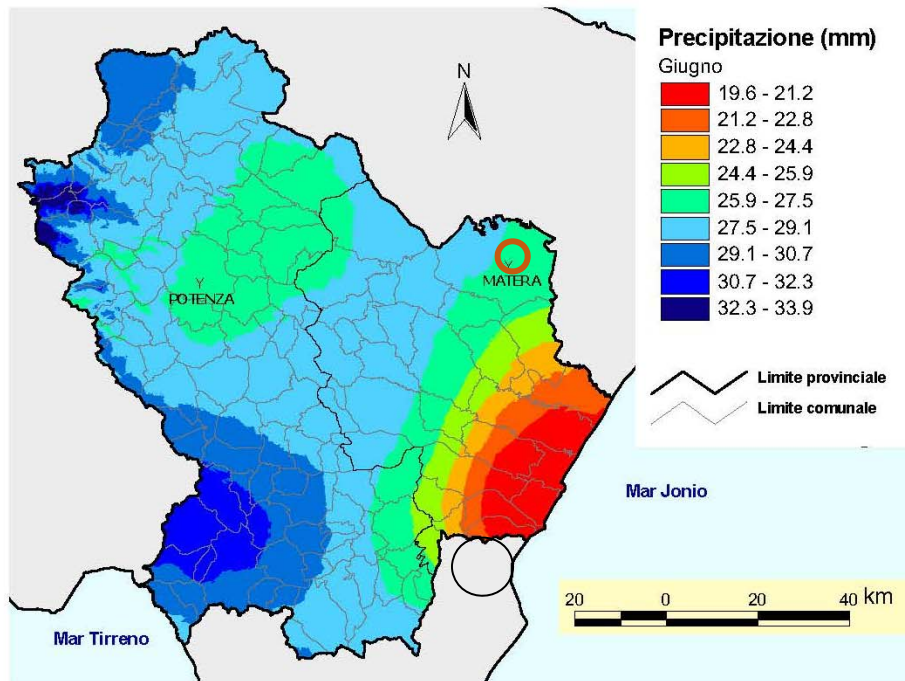 Precipitazione (mm)
Giugno
19.6 - 21.2
21.2 - 22.8
22.8 - 24.4
24.4 - 25.9
25.9 - 27.5
27.5 - 29.1
29.1 - 30.7
30.7 - 32.3
32.3 - 33.9
Limite provinciale
Limite comunale
N
MATERA
POTENZA
Mar Jonio
Mar Tirreno
20 0 20 40 km